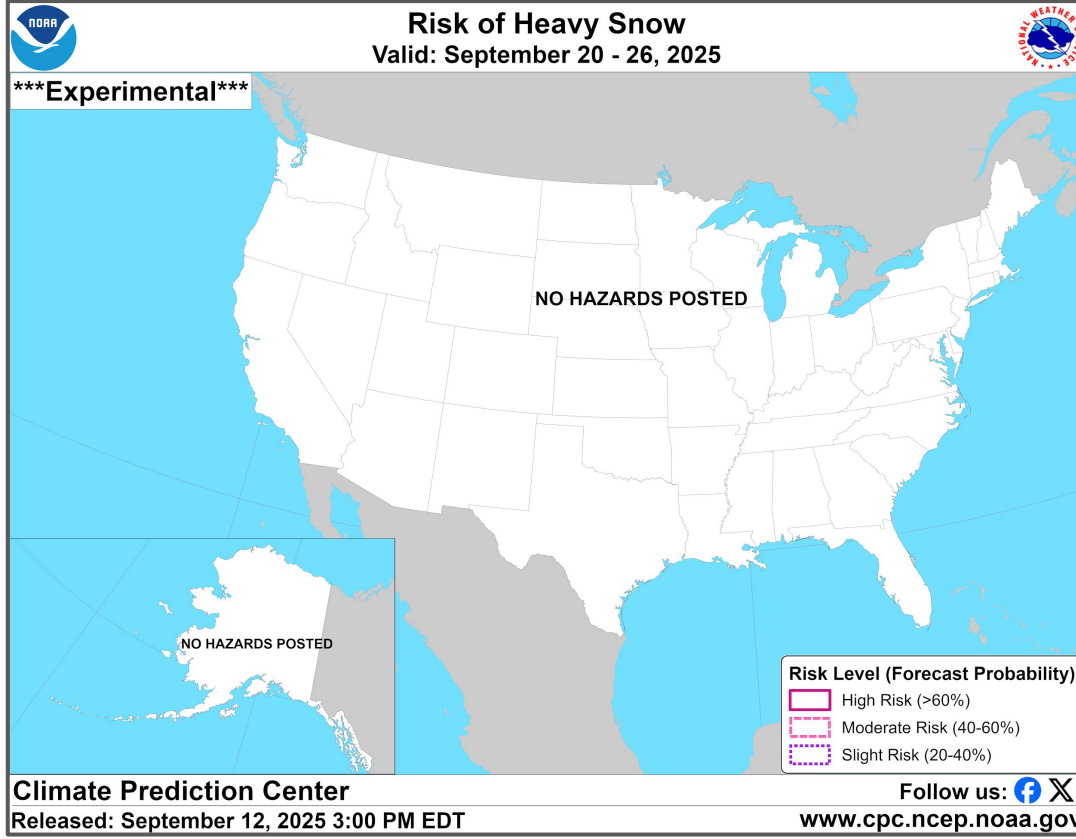 NOAA
Risk of Heavy Snow
Valid: September 20 - 26, 2025
NATIONAL WEATHER
***Experimental***
NO HAZARDS POSTED
NO HAZARDS POSTED
Risk Level (Forecast Probability)
High Risk (>60%)
Moderate Risk (40-60%)
Slight Risk (20-40%)
Climate Prediction Center
Follow us:
Released: September 12, 2025 3:00 PM EDT
www.cpc.ncep.noaa.gov